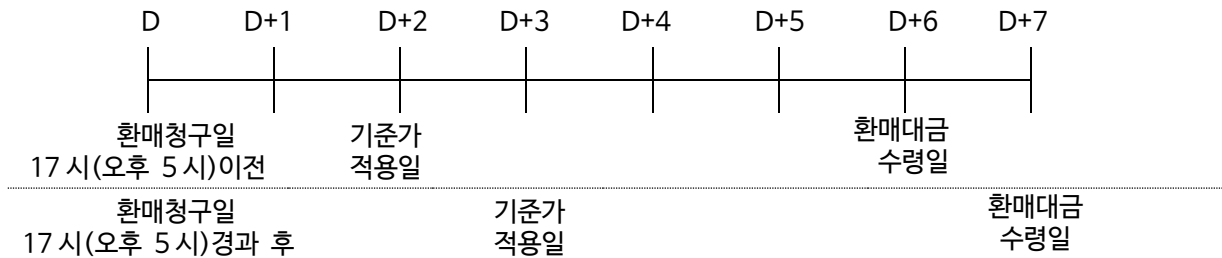 D D+1 D+2 D+3 D+4 D+5 D+6 D+7
환매청구일 기준가 환매대금
17 시(오후 5 시)이전 적용일 수령일
환매청구일 기준가 환매대금
17 시(오후 5 시)경과 후 적용일 수령일